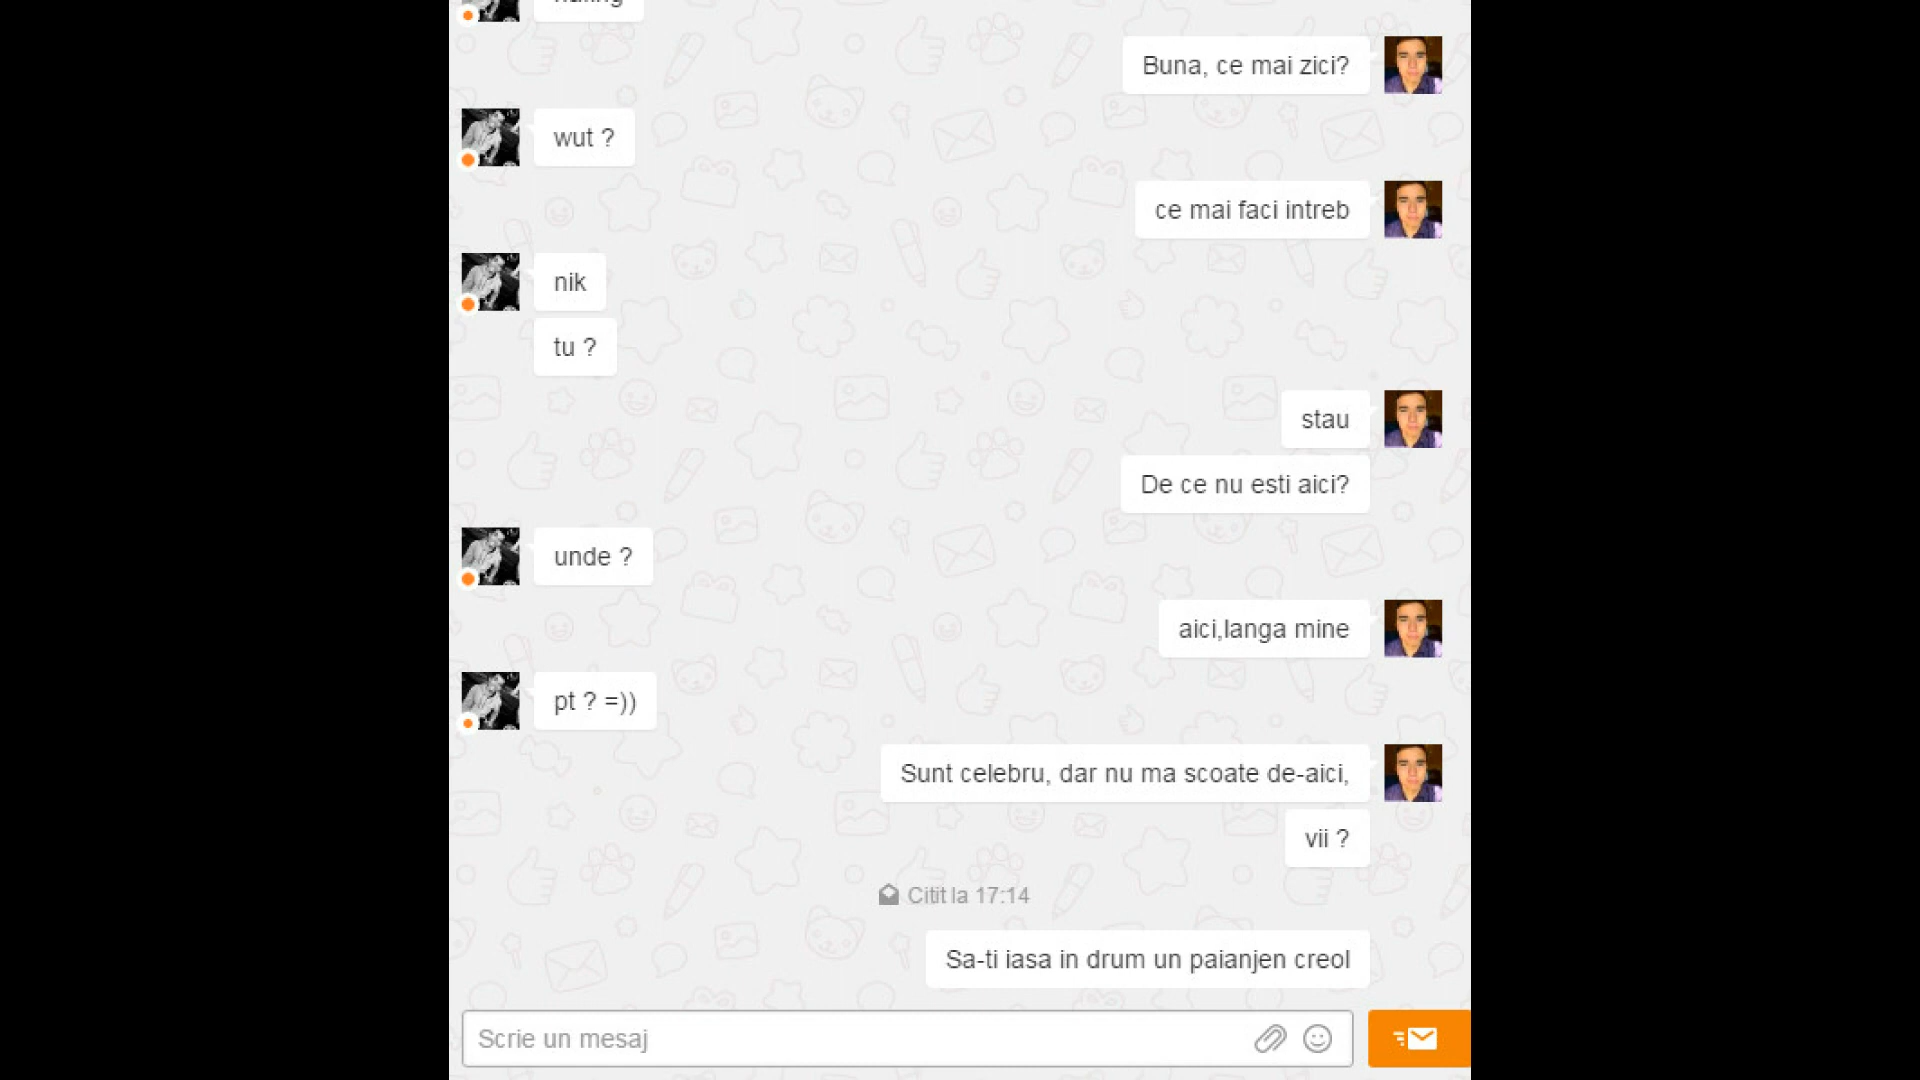 Buna, ce mai zici?
wut ?
ce mai faci intreb
nik
tu ?
stau
De ce nu esti aici?
unde ?
aici,langa mine
pt ? =))
Sunt celebru, dar nu ma scoate de-aici,
vii ?
Citit la 17:14
Sa-ti iasa in drum un paianjen creol
Scrie un mesaj